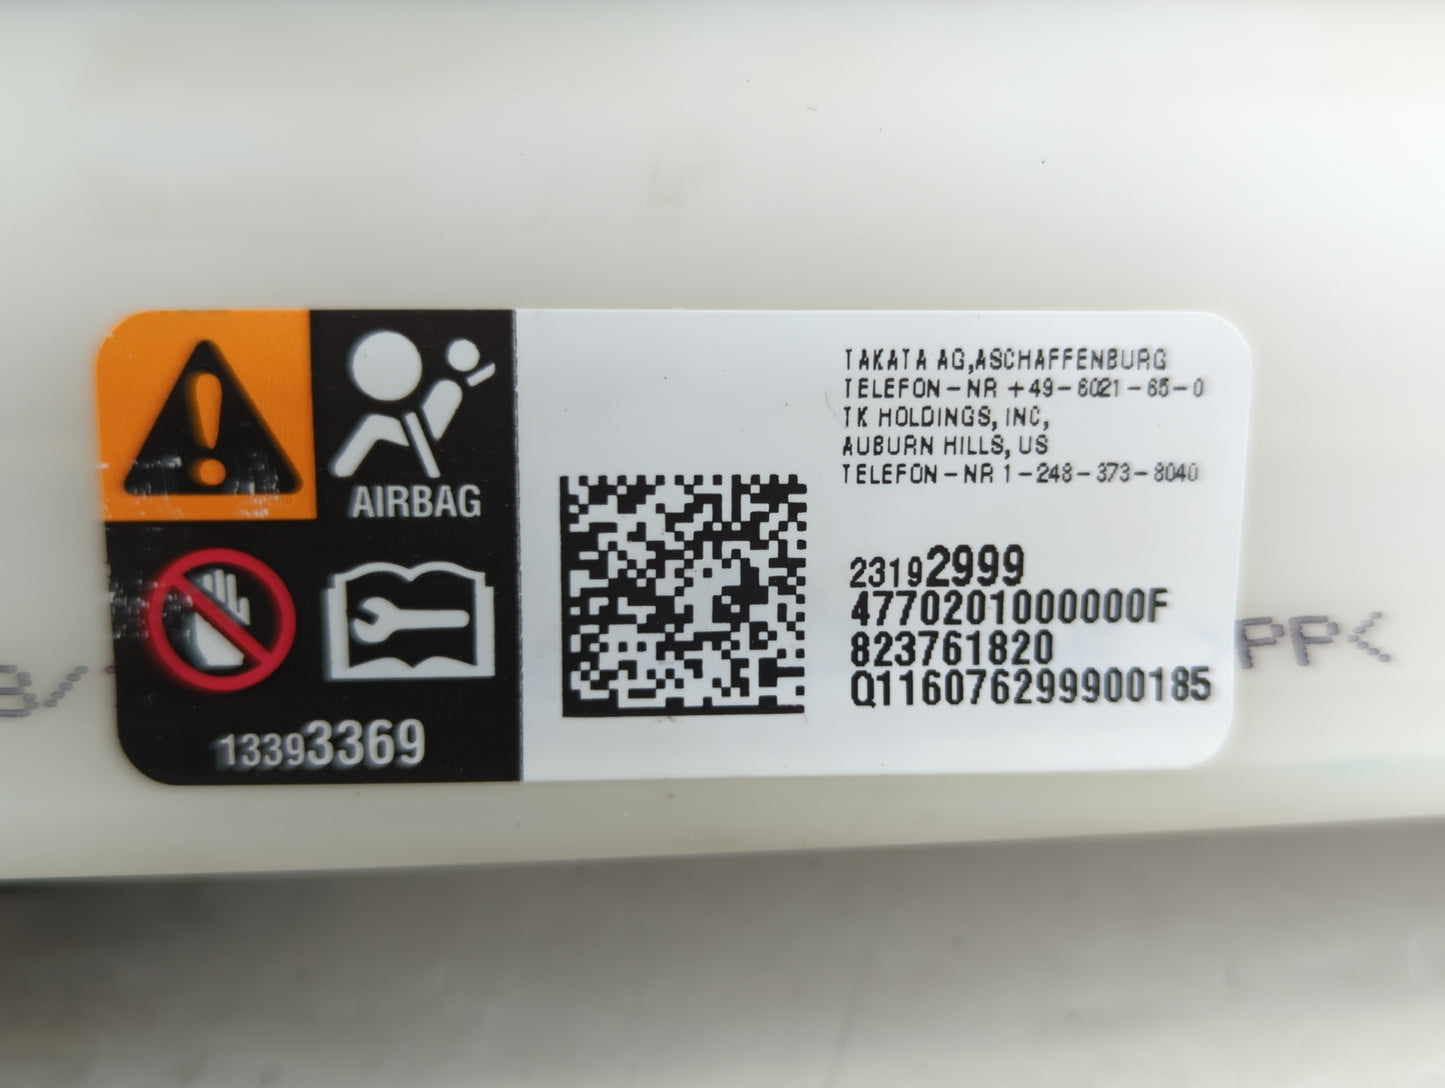 AIRBAG
13393369
TAKATA AG,ASCHAFFENBURG
TELEFON-NR +49-6021-65-0
TK HOLDINGS, INC,
AUBURN HILLS, US
TELEFON-NR 1-248-373-8040
23192999
4770201000000F
823761820
Q116076299900185
PP<